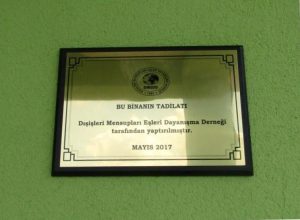 BU BİNANIN TADİLATI
Dışişleri Mensupları Eşleri Dayanışma Derneği
tarafından yaptırılmıştır.
MAYIS 2017